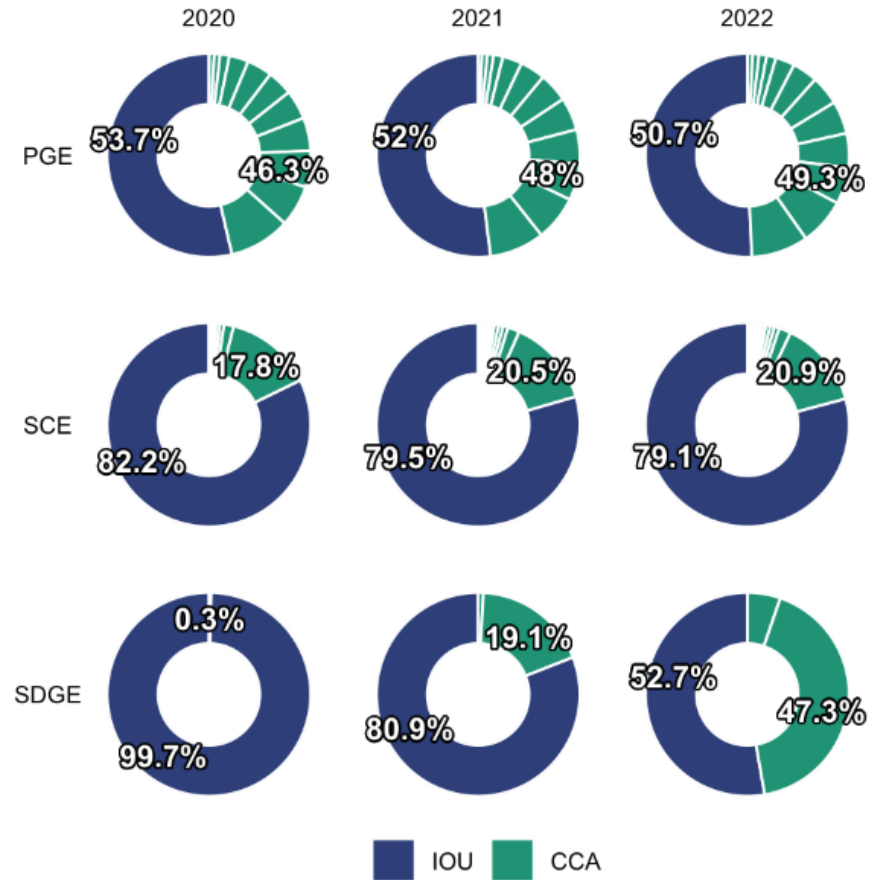 2020 2021 2022
PGE
53.7% 46.3%
52% 48%
50.7% 49.3%
SCE
82.2% 17.8%
79.5% 20.5%
79.1% 20.9%
SDGE
0.3%
99.7%
80.9% 19.1%
52.7% 47.3%
IOU CCA